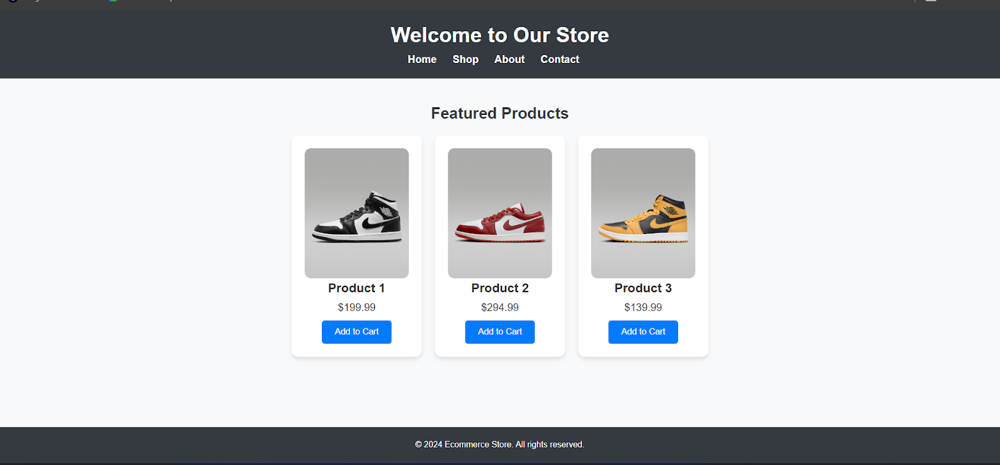 Welcome to Our Store
Home Shop About Contact
Featured Products
Product 1
$199.99
Add to Cart
Product 2
$294.99
Add to Cart
Product 3
$139.99
Add to Cart
© 2024 Ecommerce Store. All rights reserved.